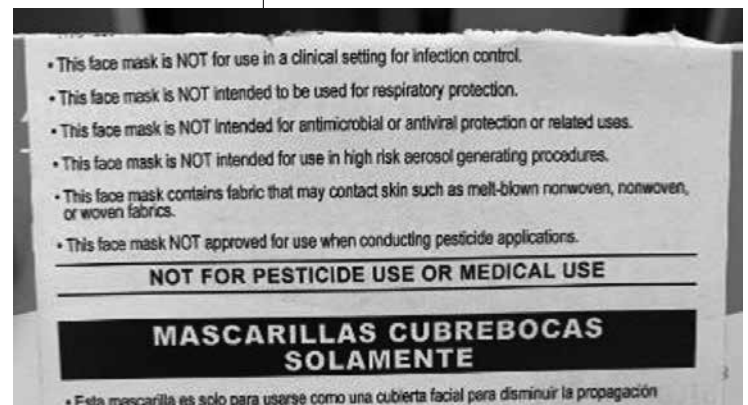 • This face mask is NOT for use in a clinical setting for infection control.
• This face mask is NOT intended to be used for respiratory protection.
• This face mask is NOT intended for antimicrobial or antiviral protection or related uses.
• This face mask is NOT intended for use in high risk aerosol generating procedures.
• This face mask contains fabric that may contact skin such as melt-blown nonwoven, nonwoven,
or woven fabrics.
• This face mask NOT approved for use when conducting pesticide applications.
NOT FOR PESTICIDE USE OR MEDICAL USE
MASCARILLAS CUBREBOCAS
SOLAMENTE
• Esta mascarilla es solo para usarse como una cubierta facial para disminuir la propagación